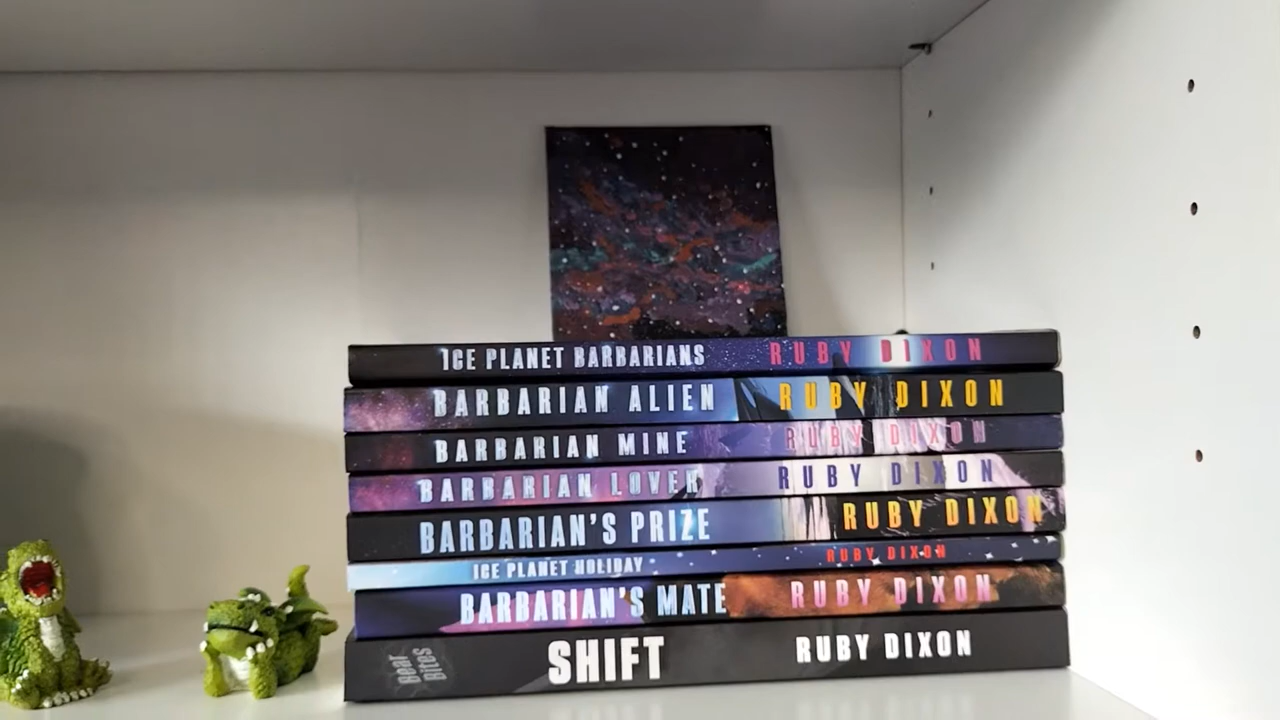 ICE PLANET BARBARIANS RUBY DIXON
BARBARIAN ALIEN RUBY DIXON
BARBARIAN MINE RUBY DIXON
BARBARIAN LOVER RUBY DIXON
BARBARIAN'S PRIZE RUBY DIXON
ICE PLANET HOLIDAY RUBY DIXON
BARBARIAN'S MATE RUBY DIXON
Bear
Bites
SHIFT RUBY DIXON